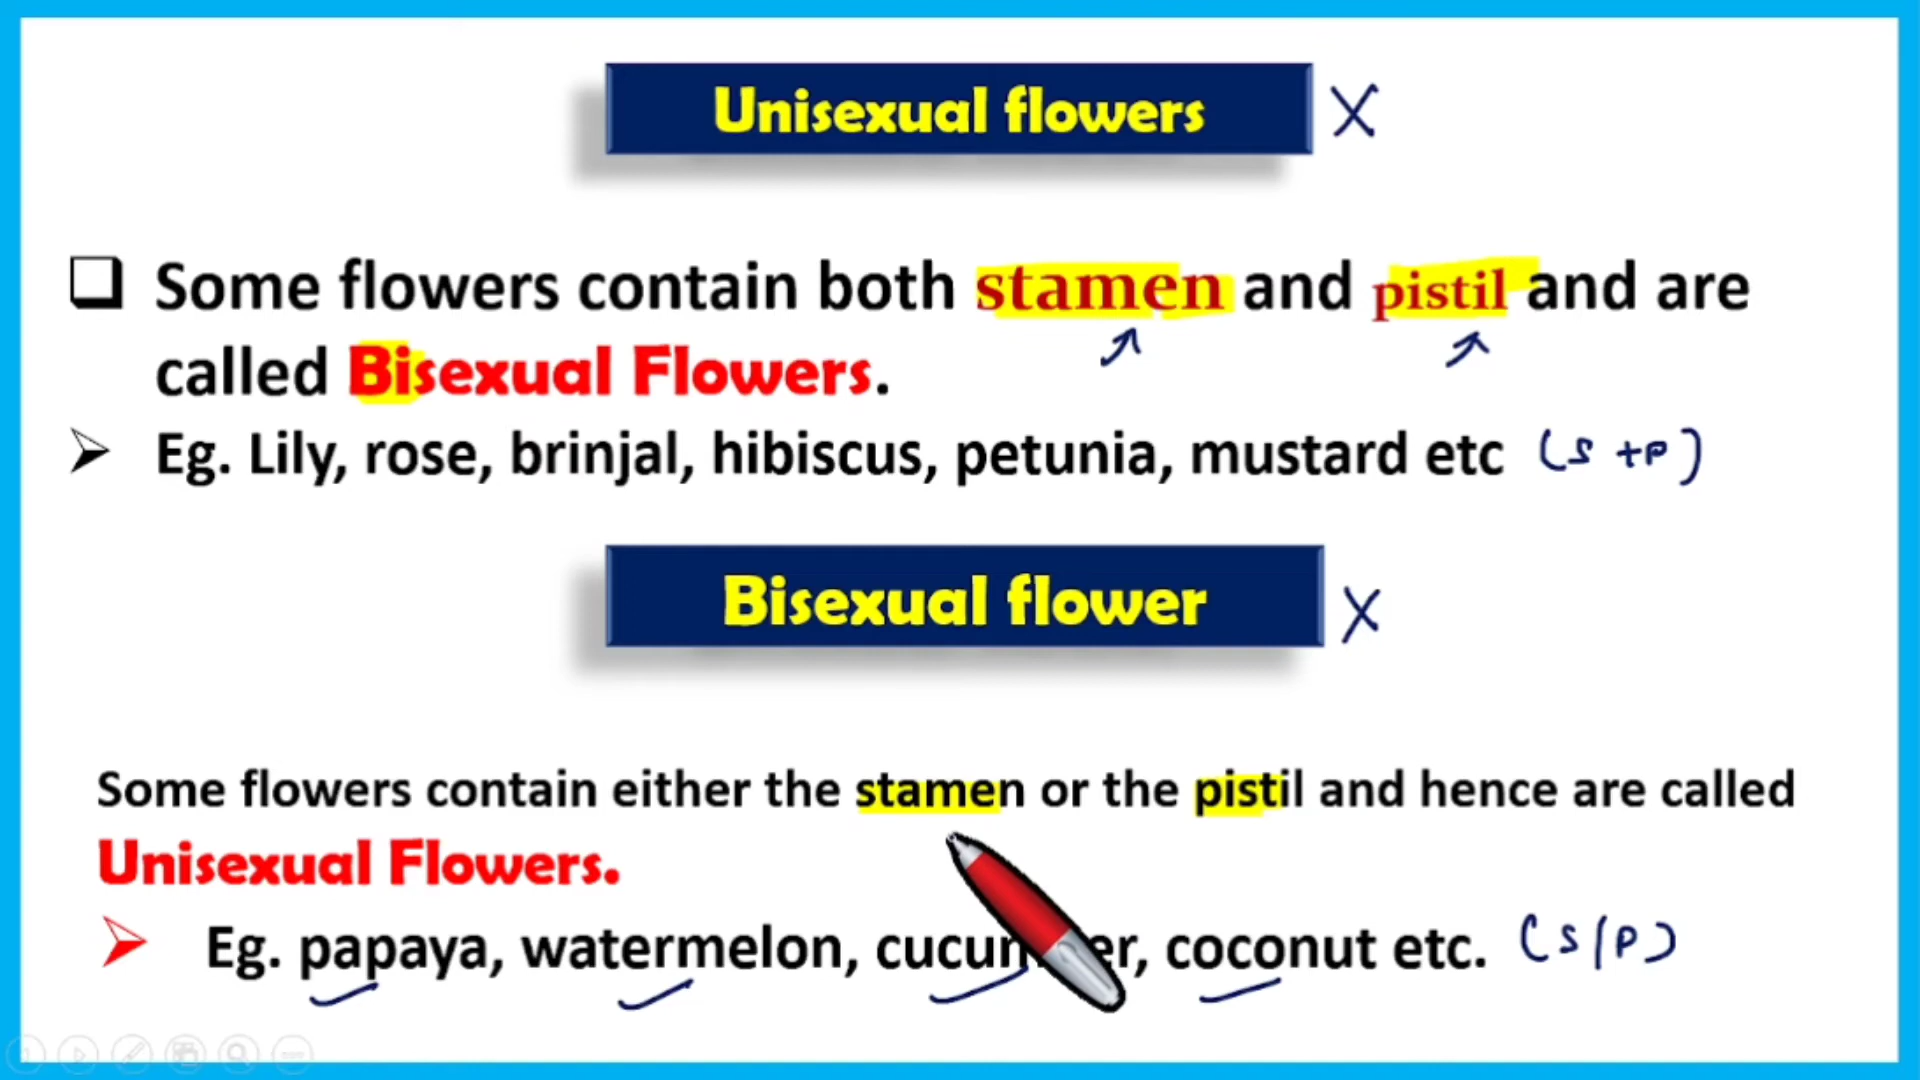 Unisexual flowers X
Some flowers contain both stamen and pistil and are
called Bisexual Flowers.
Eg. Lily, rose, brinjal, hibiscus, petunia, mustard etc (S+P)
Bisexual flower X
Some flowers contain either the stamen or the pistil and hence are called
Unisexual Flowers.
Eg. papaya, watermelon, coconut etc. (S/P)